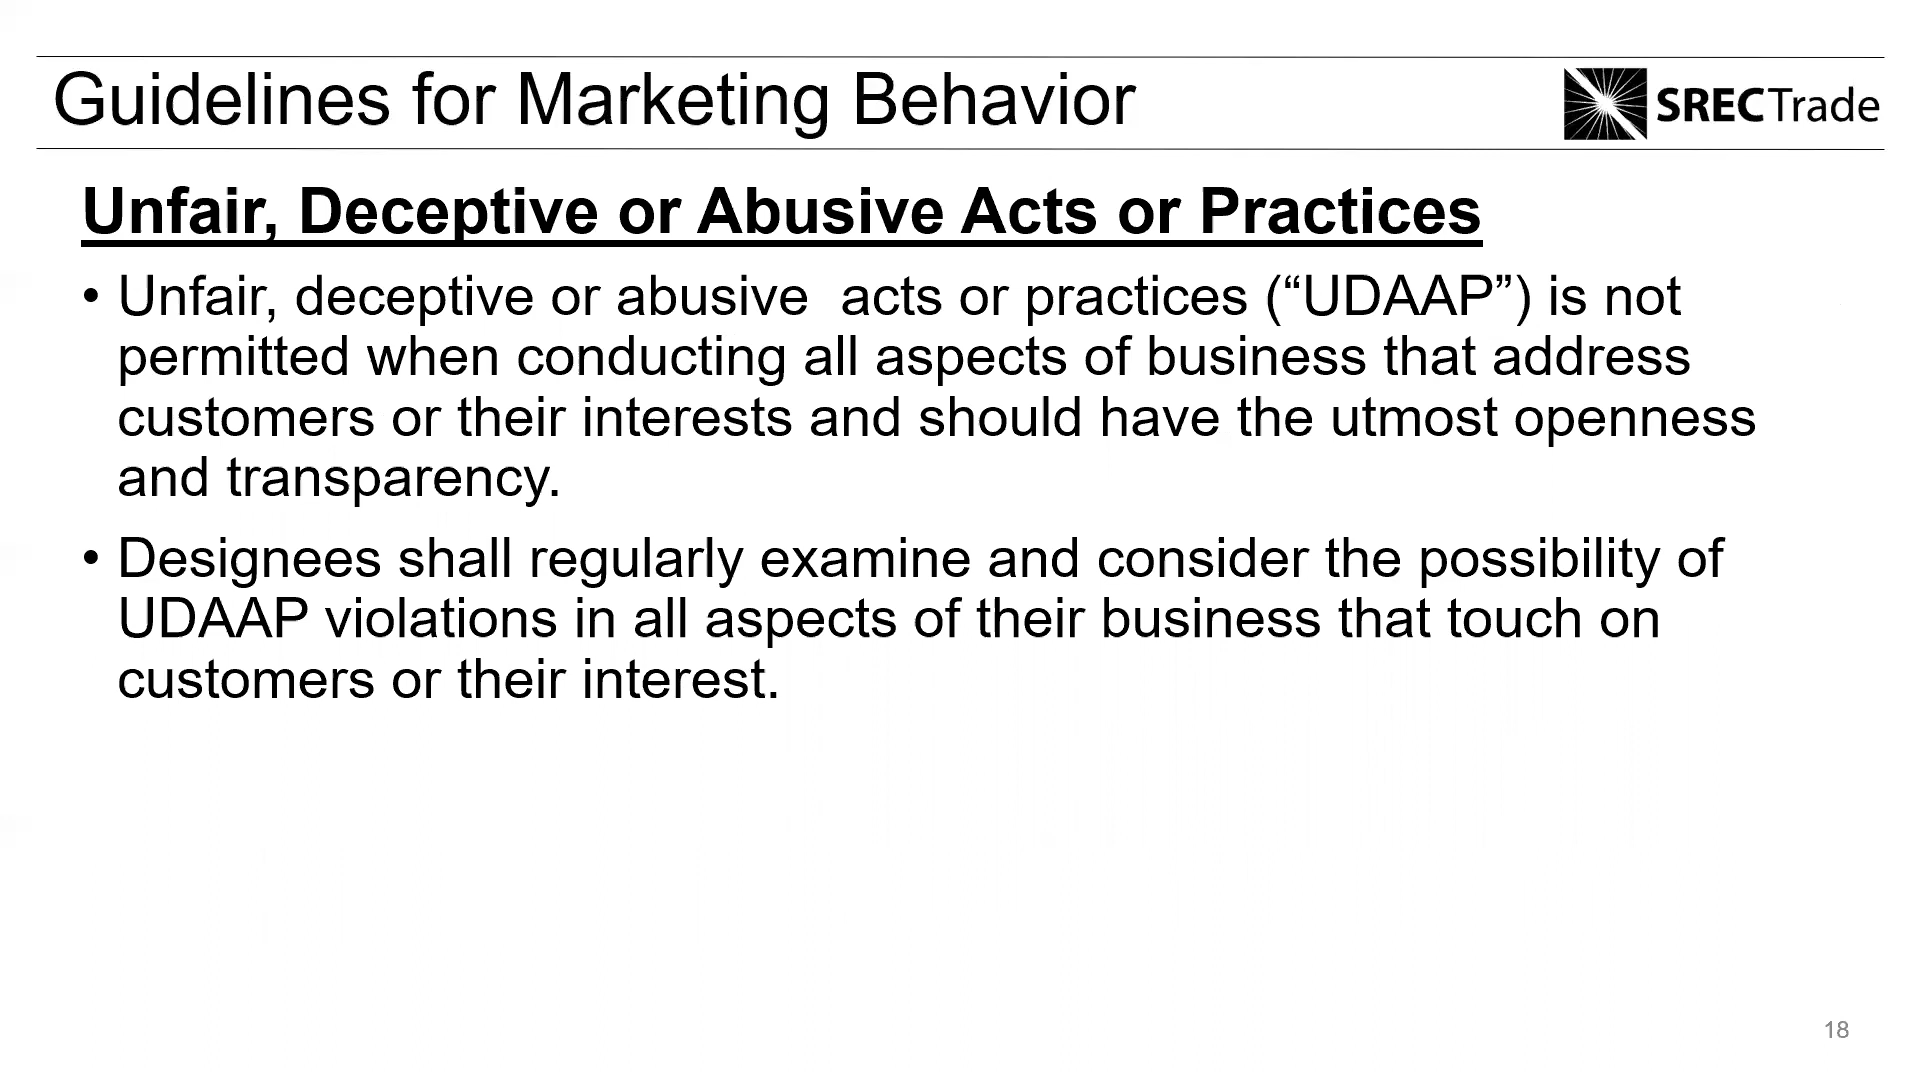 Guidelines for Marketing Behavior
SRECTrade
Unfair, Deceptive or Abusive Acts or Practices
• Unfair, deceptive or abusive  acts or practices (“UDAAP”) is not
permitted when conducting all aspects of business that address
customers or their interests and should have the utmost openness
and transparency.
• Designees shall regularly examine and consider the possibility of
UDAAP violations in all aspects of their business that touch on
customers or their interest.
18